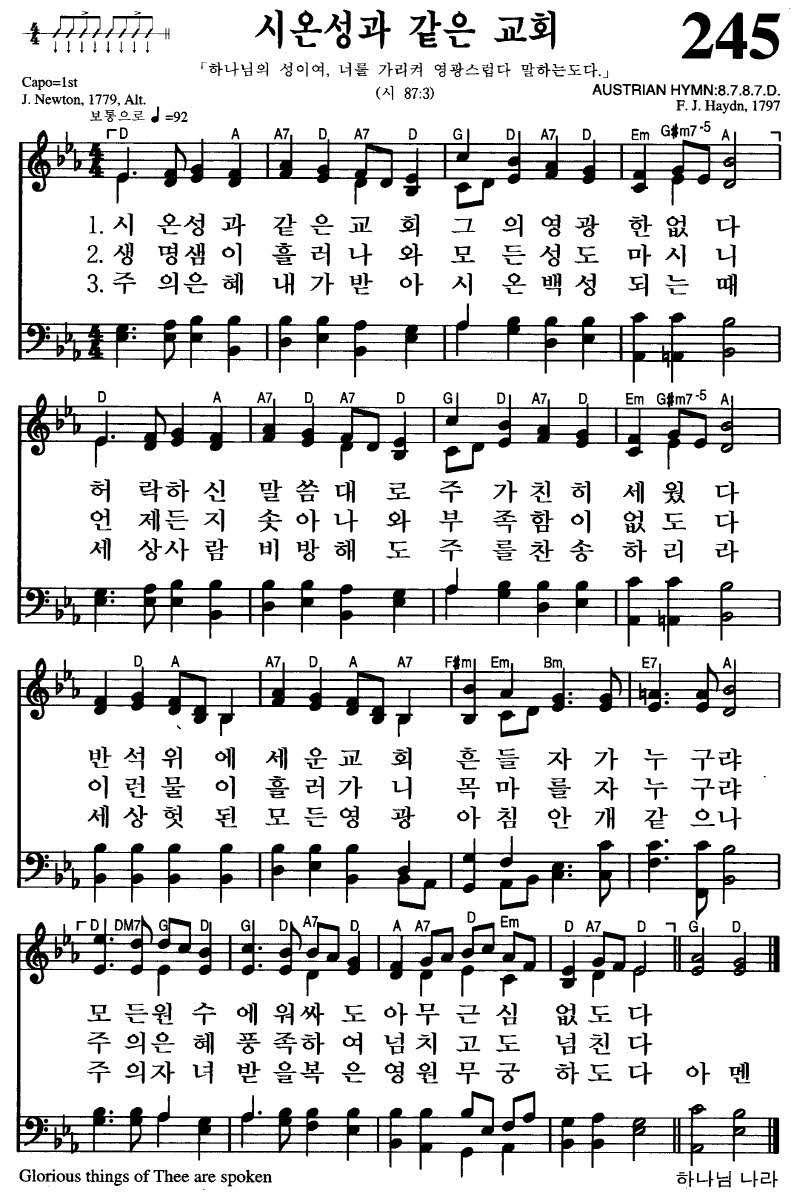 시온성과 같은 교회
245
「하나님의 성이여, 너를 가리켜 영광스럽다 말하는도다.」
(시 87:3)
Capo=1st
J. Newton, 1779, Alt.
AUSTRIAN HYMN:8.7.8.7.D.
F. J. Haydn, 1797
보통으로 ♩=92
D A A7 D A7 D G D A7 D Em G#m7-5 A
4/4 4/4
1. 시 온성과 같은교회 그의영광 한없다
2. 생 명샘이 흘러나와 모든성도 마시니
3. 주 의은혜 내가받아 시온백성 되는때
D A A7 D A7 D G D A7 D Em G#m7-5 A
허 락하신 말씀대로 주가친히 세웠다
언 제든지 솟아나와 부족함이 없도다
세 상사람 비방해도 주를찬송 하리라
D A A7 D A A7 F#m Em Bm E7 A
반석위에 세운교회 흔들자가 누구랴
이런물이 흘러가니 목마를자 누구랴
세상헛된 모든영광 아침안개 같으나
D DM7 G D G D A7 D A A7 D Em D A7 D G D
모 든원수 에워싸도 아무근심 없도다
주 의은혜 풍족하여 넘치고도 넘친다
주 의자녀 받을복은 영원무궁 하도다 아멘
Glorious things of Thee are spoken
하나님 나라